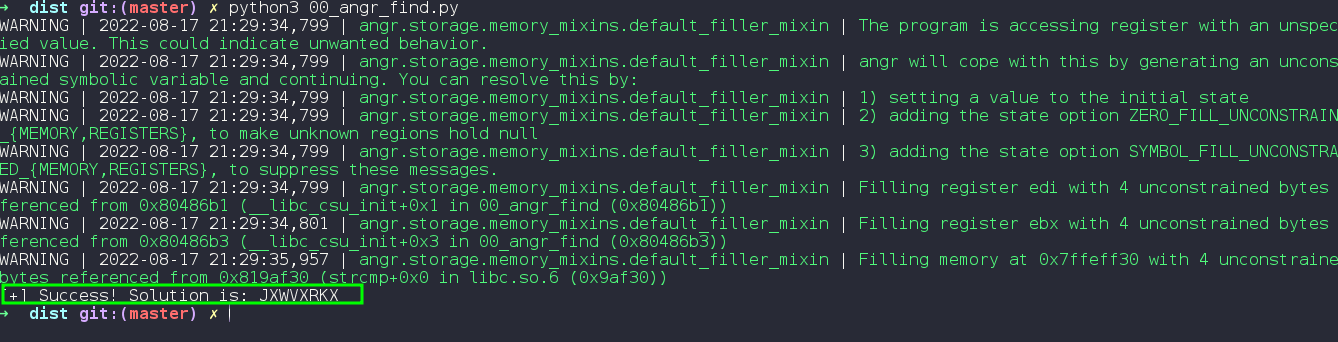 → dist git:(master) ✗ python3 00_angr_find.py
WARNING | 2022-08-17 21:29:34,799 | angr.storage.memory_mixins.default_filler_mixin | The program is accessing register with an unspec
ied value. This could indicate unwanted behavior.
WARNING | 2022-08-17 21:29:34,799 | angr.storage.memory_mixins.default_filler_mixin | angr will cope with this by generating an uncons
ained symbolic variable and continuing. You can resolve this by:
WARNING | 2022-08-17 21:29:34,799 | angr.storage.memory_mixins.default_filler_mixin | 1) setting a value to the initial state
WARNING | 2022-08-17 21:29:34,799 | angr.storage.memory_mixins.default_filler_mixin | 2) adding the state option ZERO_FILL_UNCONSTRAIN
_{MEMORY,REGISTERS}, to make unknown regions hold null
WARNING | 2022-08-17 21:29:34,799 | angr.storage.memory_mixins.default_filler_mixin | 3) adding the state option SYMBOL_FILL_UNCONSTRA
ED_{MEMORY,REGISTERS}, to suppress these messages.
WARNING | 2022-08-17 21:29:34,799 | angr.storage.memory_mixins.default_filler_mixin | Filling register edi with 4 unconstrained bytes
ferenced from 0x80486b1 (__libc_csu_init+0x1 in 00_angr_find (0x80486b1))
WARNING | 2022-08-17 21:29:34,801 | angr.storage.memory_mixins.default_filler_mixin | Filling register ebx with 4 unconstrained bytes
ferenced from 0x80486b3 (__libc_csu_init+0x3 in 00_angr_find (0x80486b3))
WARNING | 2022-08-17 21:29:35,957 | angr.storage.memory_mixins.default_filler_mixin | Filling memory at 0x7ffeff30 with 4 unconstraine
bytes referenced from 0x819af30 (strcmp+0x0 in libc.so.6 (0x9af30))
[+] Success! Solution is: JXWVXRKX
→ dist git:(master) ✗